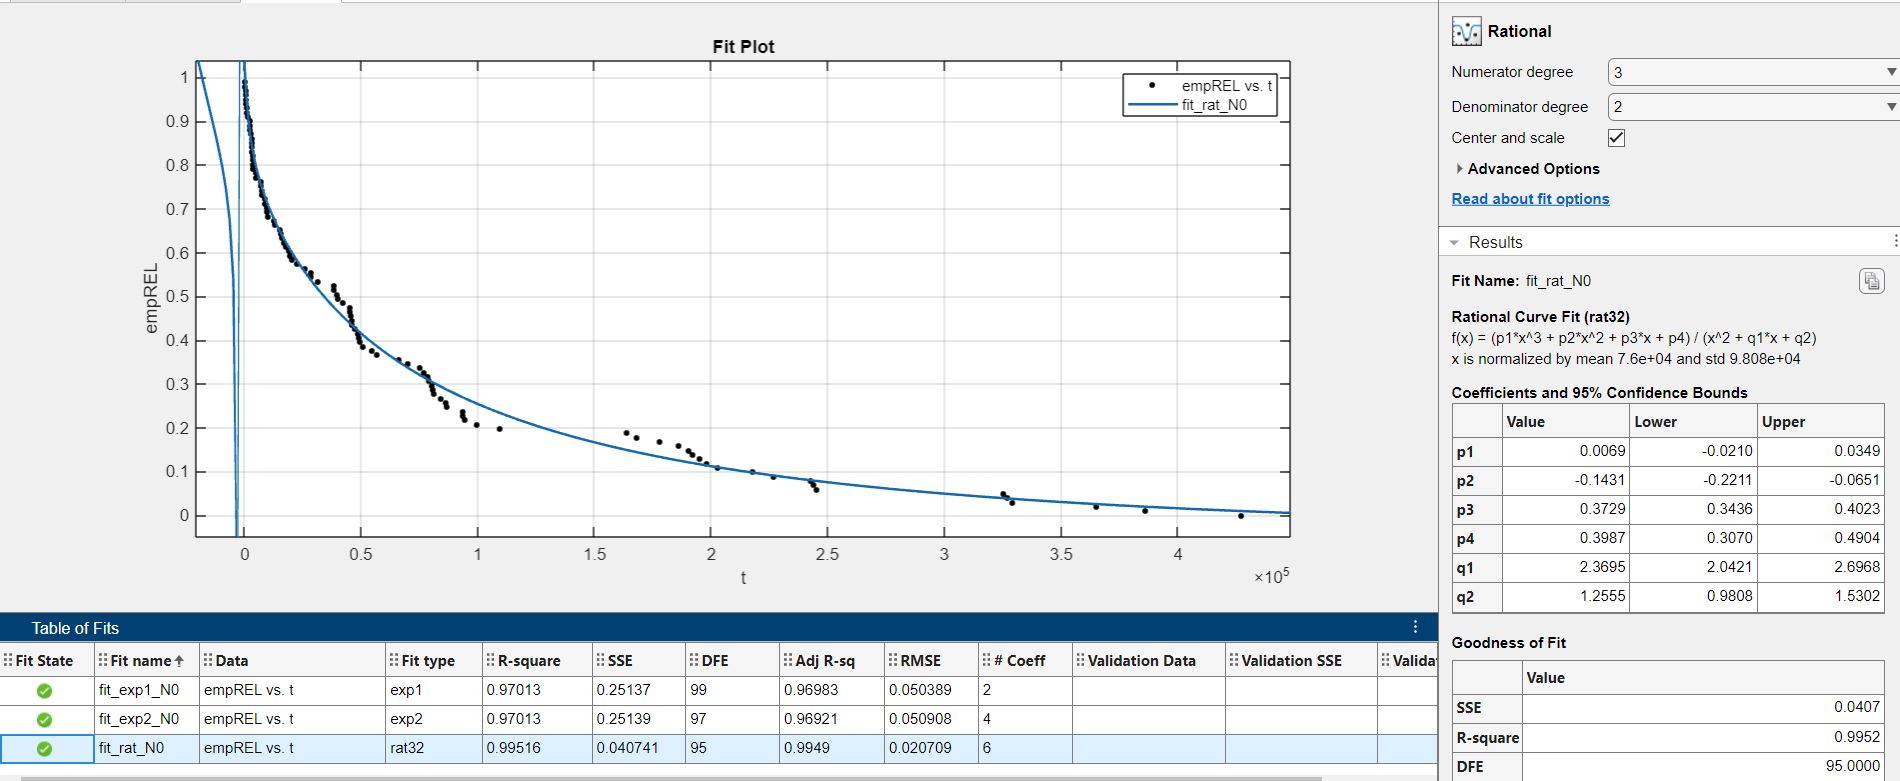 Fit Plot
empREL vs. t
fit_rat_N0
empREL
1
0.9
0.8
0.7
0.6
0.5
0.4
0.3
0.2
0.1
0
0 0.5 1 1.5 2 2.5 3 3.5 4
×10^5
t
Table of Fits
Fit State Fit name Data Fit type R-square SSE DFE Adj R-sq RMSE # Coeff Validation Data Validation SSE Valida
fit_exp1_N0 empREL vs. t exp1 0.97013 0.25137 99 0.96983 0.050389 2
fit_exp2_N0 empREL vs. t exp2 0.97013 0.25139 97 0.96921 0.050908 4
fit_rat_N0 empREL vs. t rat32 0.99516 0.040741 95 0.9949 0.020709 6
Rational
Numerator degree 3
Denominator degree 2
Center and scale
Advanced Options
Read about fit options
Results
Fit Name: fit_rat_N0
Rational Curve Fit (rat32)
f(x) = (p1*x^3 + p2*x^2 + p3*x + p4) / (x^2 + q1*x + q2)
x is normalized by mean 7.6e+04 and std 9.808e+04
Coefficients and 95% Confidence Bounds
Value Lower Upper
p1 0.0069 -0.0210 0.0349
p2 -0.1431 -0.2211 -0.0651
p3 0.3729 0.3436 0.4023
p4 0.3987 0.3070 0.4904
q1 2.3695 2.0421 2.6968
q2 1.2555 0.9808 1.5302
Goodness of Fit
Value
SSE 0.0407
R-square 0.9952
DFE 95.0000